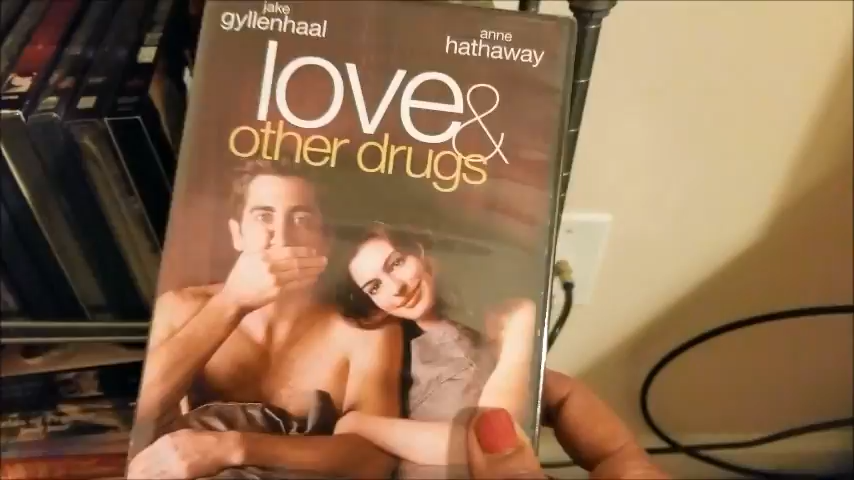 jake
gyllenhaal
anne
hathaway
love &
other drugs